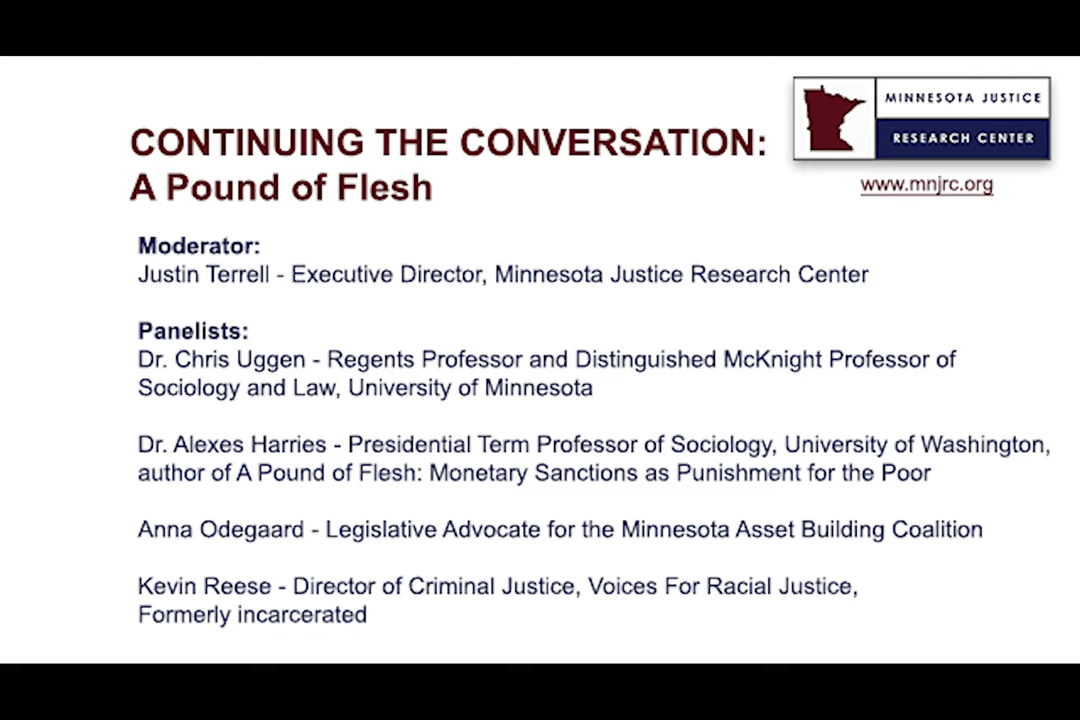 CONTINUING THE CONVERSATION:
A Pound of Flesh
MINNESOTA JUSTICE
RESEARCH CENTER
www.mnjrc.org
Moderator:
Justin Terrell - Executive Director, Minnesota Justice Research Center
Panelists:
Dr. Chris Uggen - Regents Professor and Distinguished McKnight Professor of
Sociology and Law, University of Minnesota
Dr. Alexes Harries - Presidential Term Professor of Sociology, University of Washington,
author of A Pound of Flesh: Monetary Sanctions as Punishment for the Poor
Anna Odegaard - Legislative Advocate for the Minnesota Asset Building Coalition
Kevin Reese - Director of Criminal Justice, Voices For Racial Justice,
Formerly incarcerated